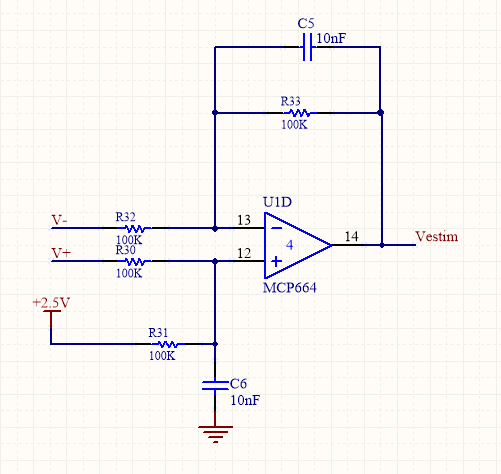 C5
10nF
R33
100K
U1D
V-
R32
100K
13
V+
R30
100K
12
4
14
Vestim
MCP664
+2.5V
R31
100K
C6
10nF